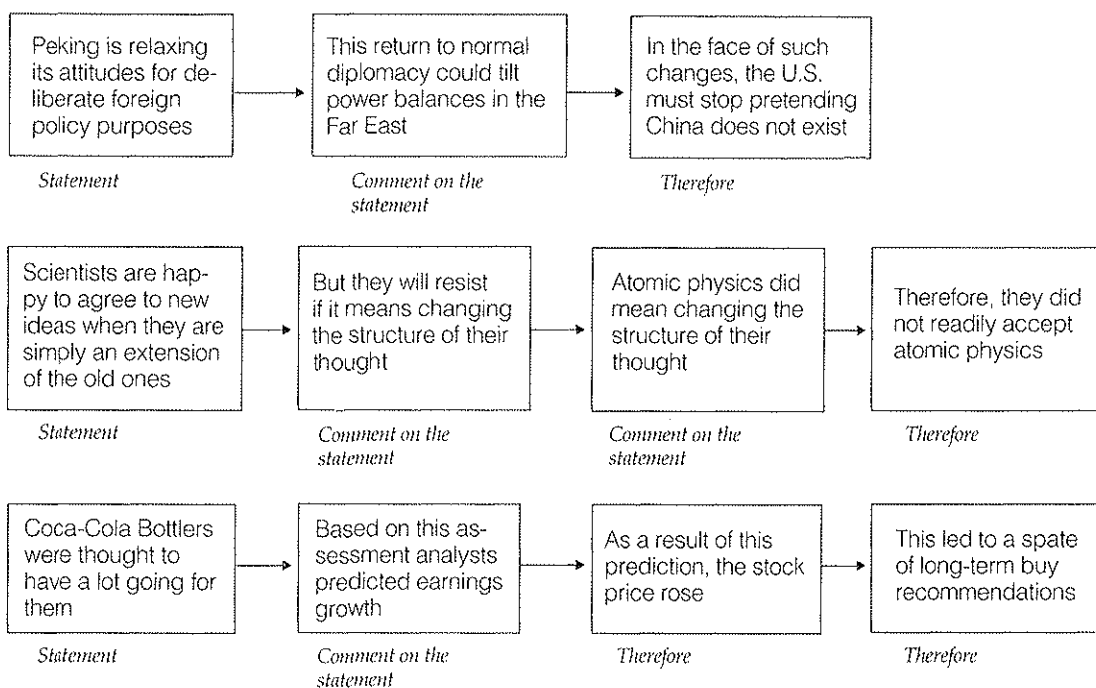 Peking is relaxing
its attitudes for de-
liberate foreign
policy purposes
This return to normal
diplomacy could tilt
power balances in the
Far East
In the face of such
changes, the U.S.
must stop pretending
China does not exist
Statement
Comment on the
statement
Therefore
Scientists are hap-
py to agree to new
ideas when they are
simply an extension
of the old ones
But they will resist
if it means changing
the structure of their
thought
Atomic physics did
mean changing the
structure of their
thought
Therefore, they did
not readily accept
atomic physics
Statement
Comment on the
statement
Comment on the
statement
Therefore
Coca-Cola Bottlers
were thought to
have a lot going for
them
Based on this as-
sessment analysts
predicted earnings
growth
As a result of this
prediction, the stock
price rose
This led to a spate
of long-term buy
recommendations
Statement
Comment on the
statement
Therefore
Therefore